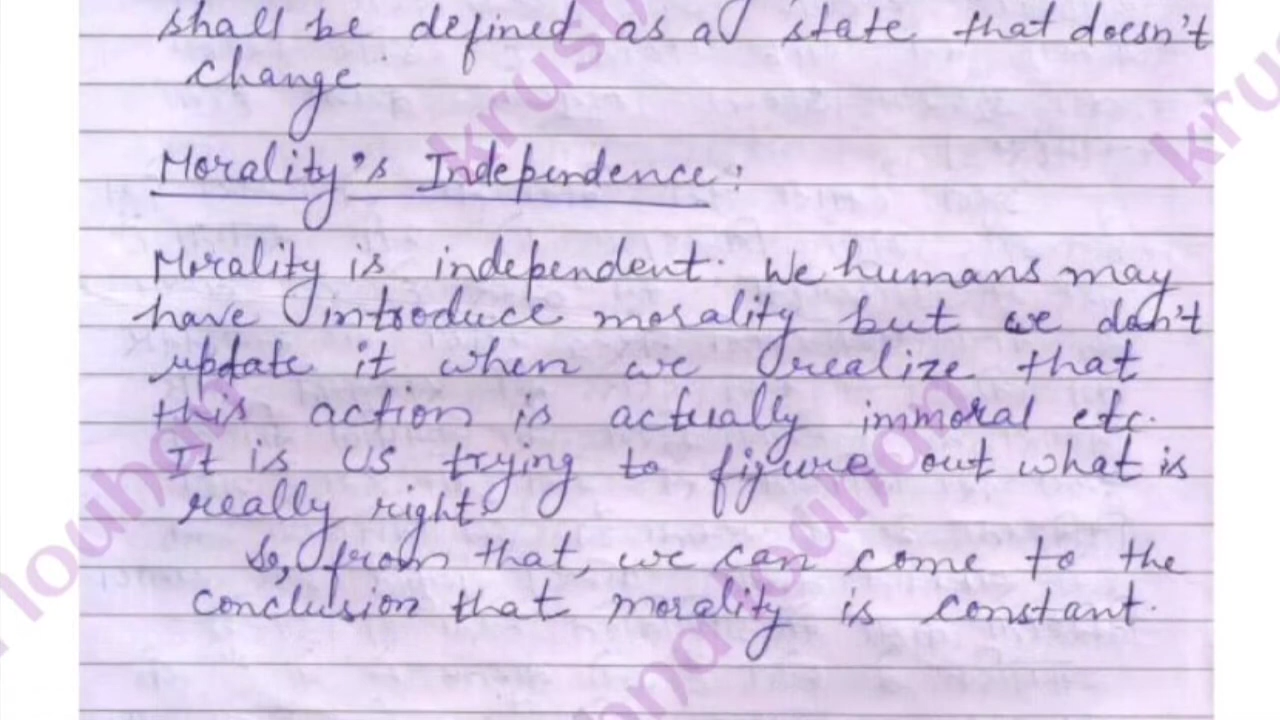 shall be defined as a state that doesn't
change
Morality's Independence:
Morality is independent. We humans may
have introduce morality but we don't
update it when we realize that
this action is actually immoral etc.
It is us trying to figure out what is
really right.
So, from that, we can come to the
conclusion that morality is constant.